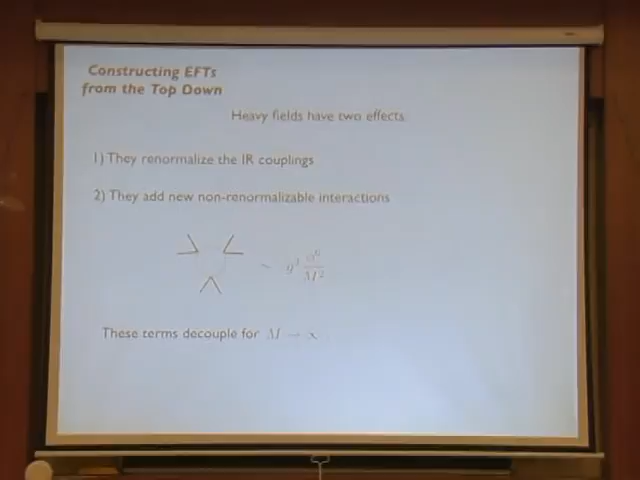 Constructing EFTs
from the Top Down
Heavy fields have two effects
1) They renormalize the IR couplings
2) They add new non-renormalizable interactions
These terms decouple for M →